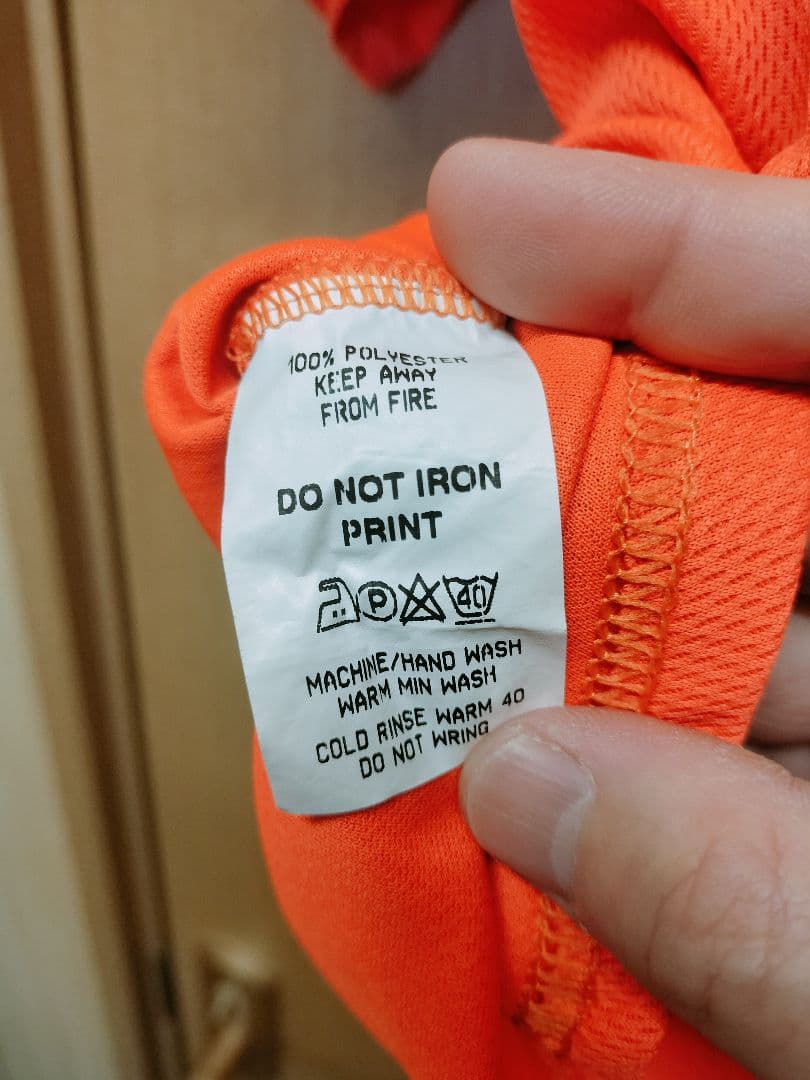 100% POLYESTER
KEEP AWAY
FROM FIRE
DO NOT IRON
PRINT
P 40
MACHINE/HAND WASH
WARM MIN WASH
COLD RINSE WARM 40
DO NOT WRING